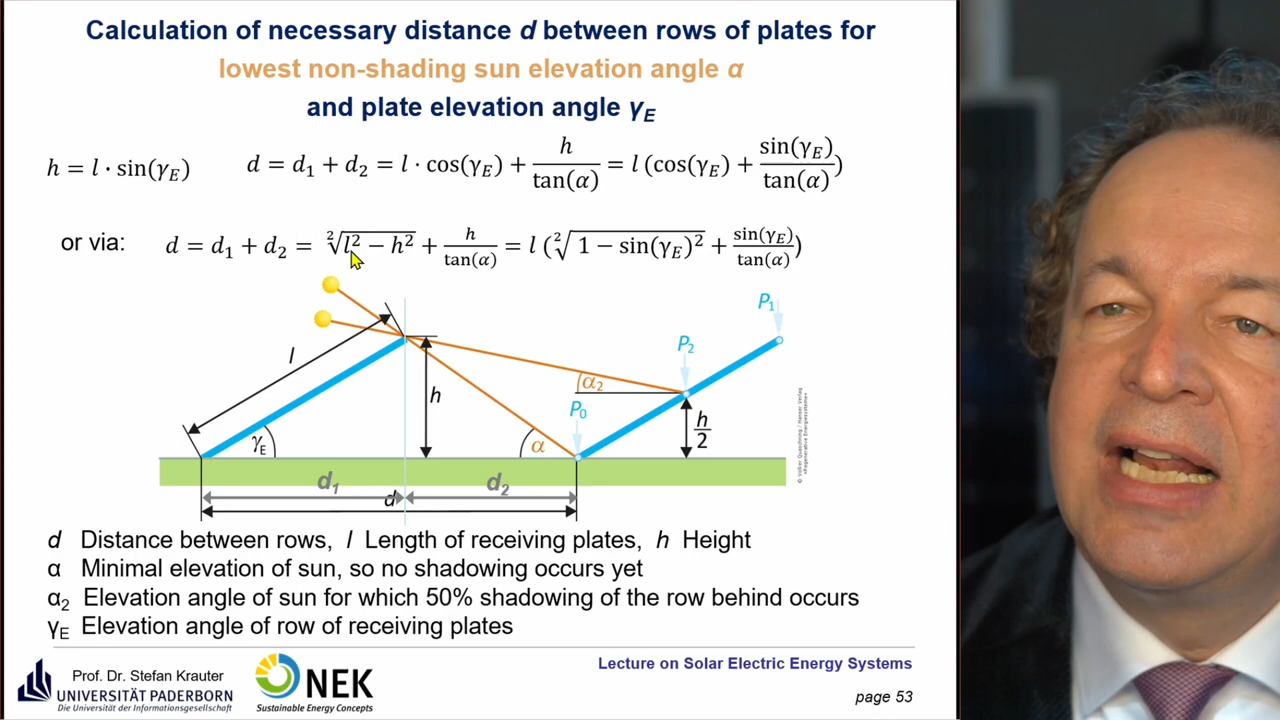 Calculation of necessary distance d between rows of plates for
lowest non-shading sun elevation angle α
and plate elevation angle γE
h = l · sin(γE)    d = d1 + d2 = l · cos(γE) + h/tan(α) = l (cos(γE) + sin(γE)/tan(α))
or via: d = d1 + d2 = ²√(l² − h²) + h/tan(α) = l (²√(1 − sin(γE)²) + sin(γE)/tan(α))
P1
P2
l
α2
h
P0
h/2
γE
α
d1
d2
d
© Volker Quaschning / Hanser Verlag
»Regenerative Energiesysteme«
d Distance between rows, l Length of receiving plates, h Height
α Minimal elevation of sun, so no shadowing occurs yet
α2 Elevation angle of sun for which 50% shadowing of the row behind occurs
γE Elevation angle of row of receiving plates
Lecture on Solar Electric Energy Systems
Prof. Dr. Stefan Krauter
UNIVERSITÄT PADERBORN
Die Universität der Informationsgesellschaft
NEK
Sustainable Energy Concepts
page 53